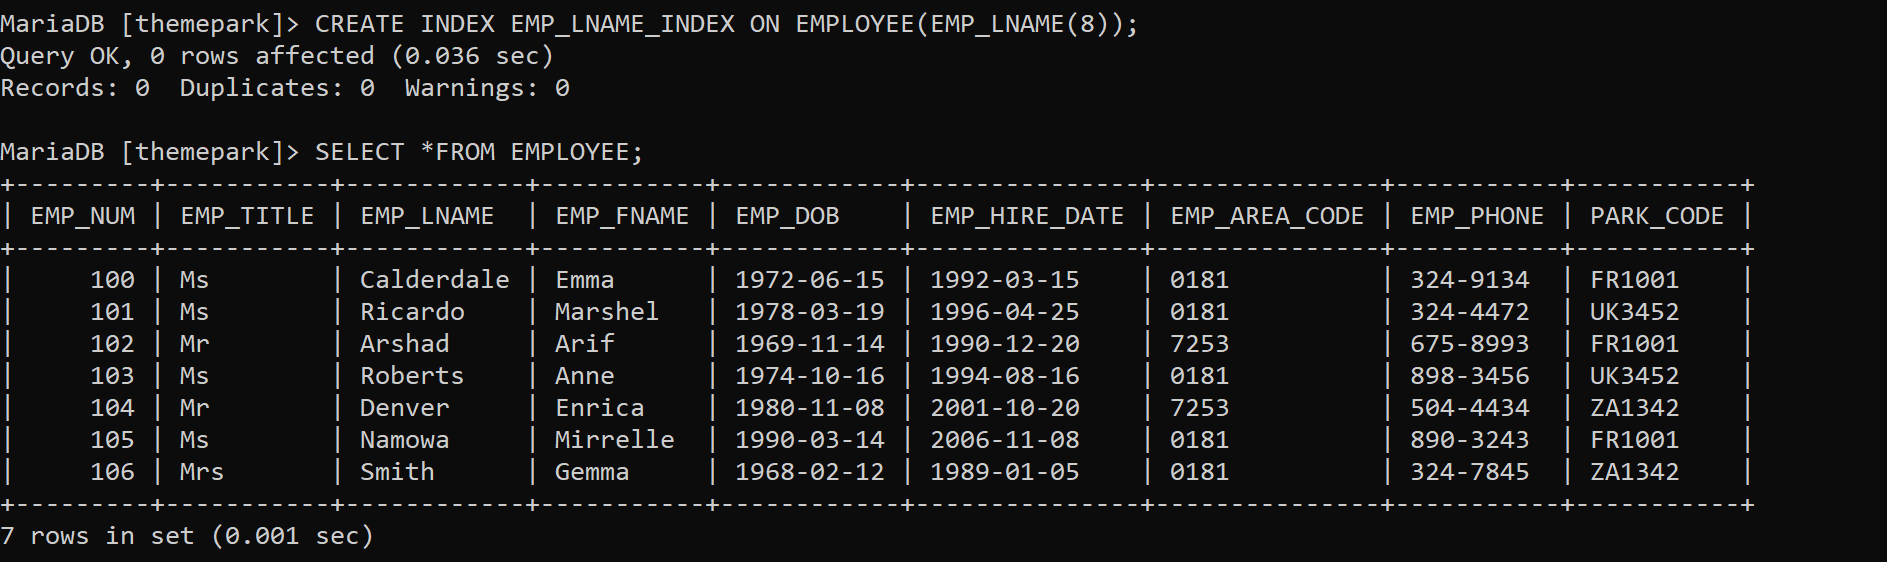 MariaDB [themepark]> CREATE INDEX EMP_LNAME_INDEX ON EMPLOYEE(EMP_LNAME(8));
Query OK, 0 rows affected (0.036 sec)
Records: 0  Duplicates: 0  Warnings: 0

MariaDB [themepark]> SELECT *FROM EMPLOYEE;
+---------+-----------+------------+-----------+------------+---------------+---------------+-----------+-----------+
| EMP_NUM | EMP_TITLE | EMP_LNAME  | EMP_FNAME | EMP_DOB    | EMP_HIRE_DATE | EMP_AREA_CODE | EMP_PHONE | PARK_CODE |
+---------+-----------+------------+-----------+------------+---------------+---------------+-----------+-----------+
|     100 | Ms        | Calderdale | Emma      | 1972-06-15 | 1992-03-15    | 0181          | 324-9134  | FR1001    |
|     101 | Ms        | Ricardo    | Marshel   | 1978-03-19 | 1996-04-25    | 0181          | 324-4472  | UK3452    |
|     102 | Mr        | Arshad     | Arif      | 1969-11-14 | 1990-12-20    | 7253          | 675-8993  | FR1001    |
|     103 | Ms        | Roberts    | Anne      | 1974-10-16 | 1994-08-16    | 0181          | 898-3456  | UK3452    |
|     104 | Mr        | Denver     | Enrica    | 1980-11-08 | 2001-10-20    | 7253          | 504-4434  | ZA1342    |
|     105 | Ms        | Namowa     | Mirrelle  | 1990-03-14 | 2006-11-08    | 0181          | 890-3243  | FR1001    |
|     106 | Mrs       | Smith      | Gemma     | 1968-02-12 | 1989-01-05    | 0181          | 324-7845  | ZA1342    |
+---------+-----------+------------+-----------+------------+---------------+---------------+-----------+-----------+
7 rows in set (0.001 sec)